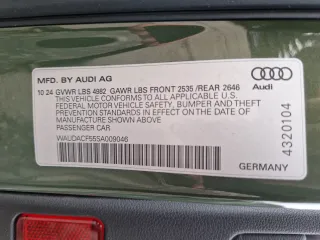 MFD. BY AUDI AG
Audi
10 24 GVWR LBS 4982 GAWR LBS FRONT 2535 /REAR 2646
THIS VEHICLE CONFORMS TO ALL APPLICABLE U.S.
FEDERAL MOTOR VEHICLE SAFETY, BUMPER AND THEFT
PREVENTION STANDARDS IN EFFECT ON THE DATE OF
MANUFACTURE SHOWN ABOVE.
PASSENGER CAR
WAUDACF55SA009046
GERMANY
4320104